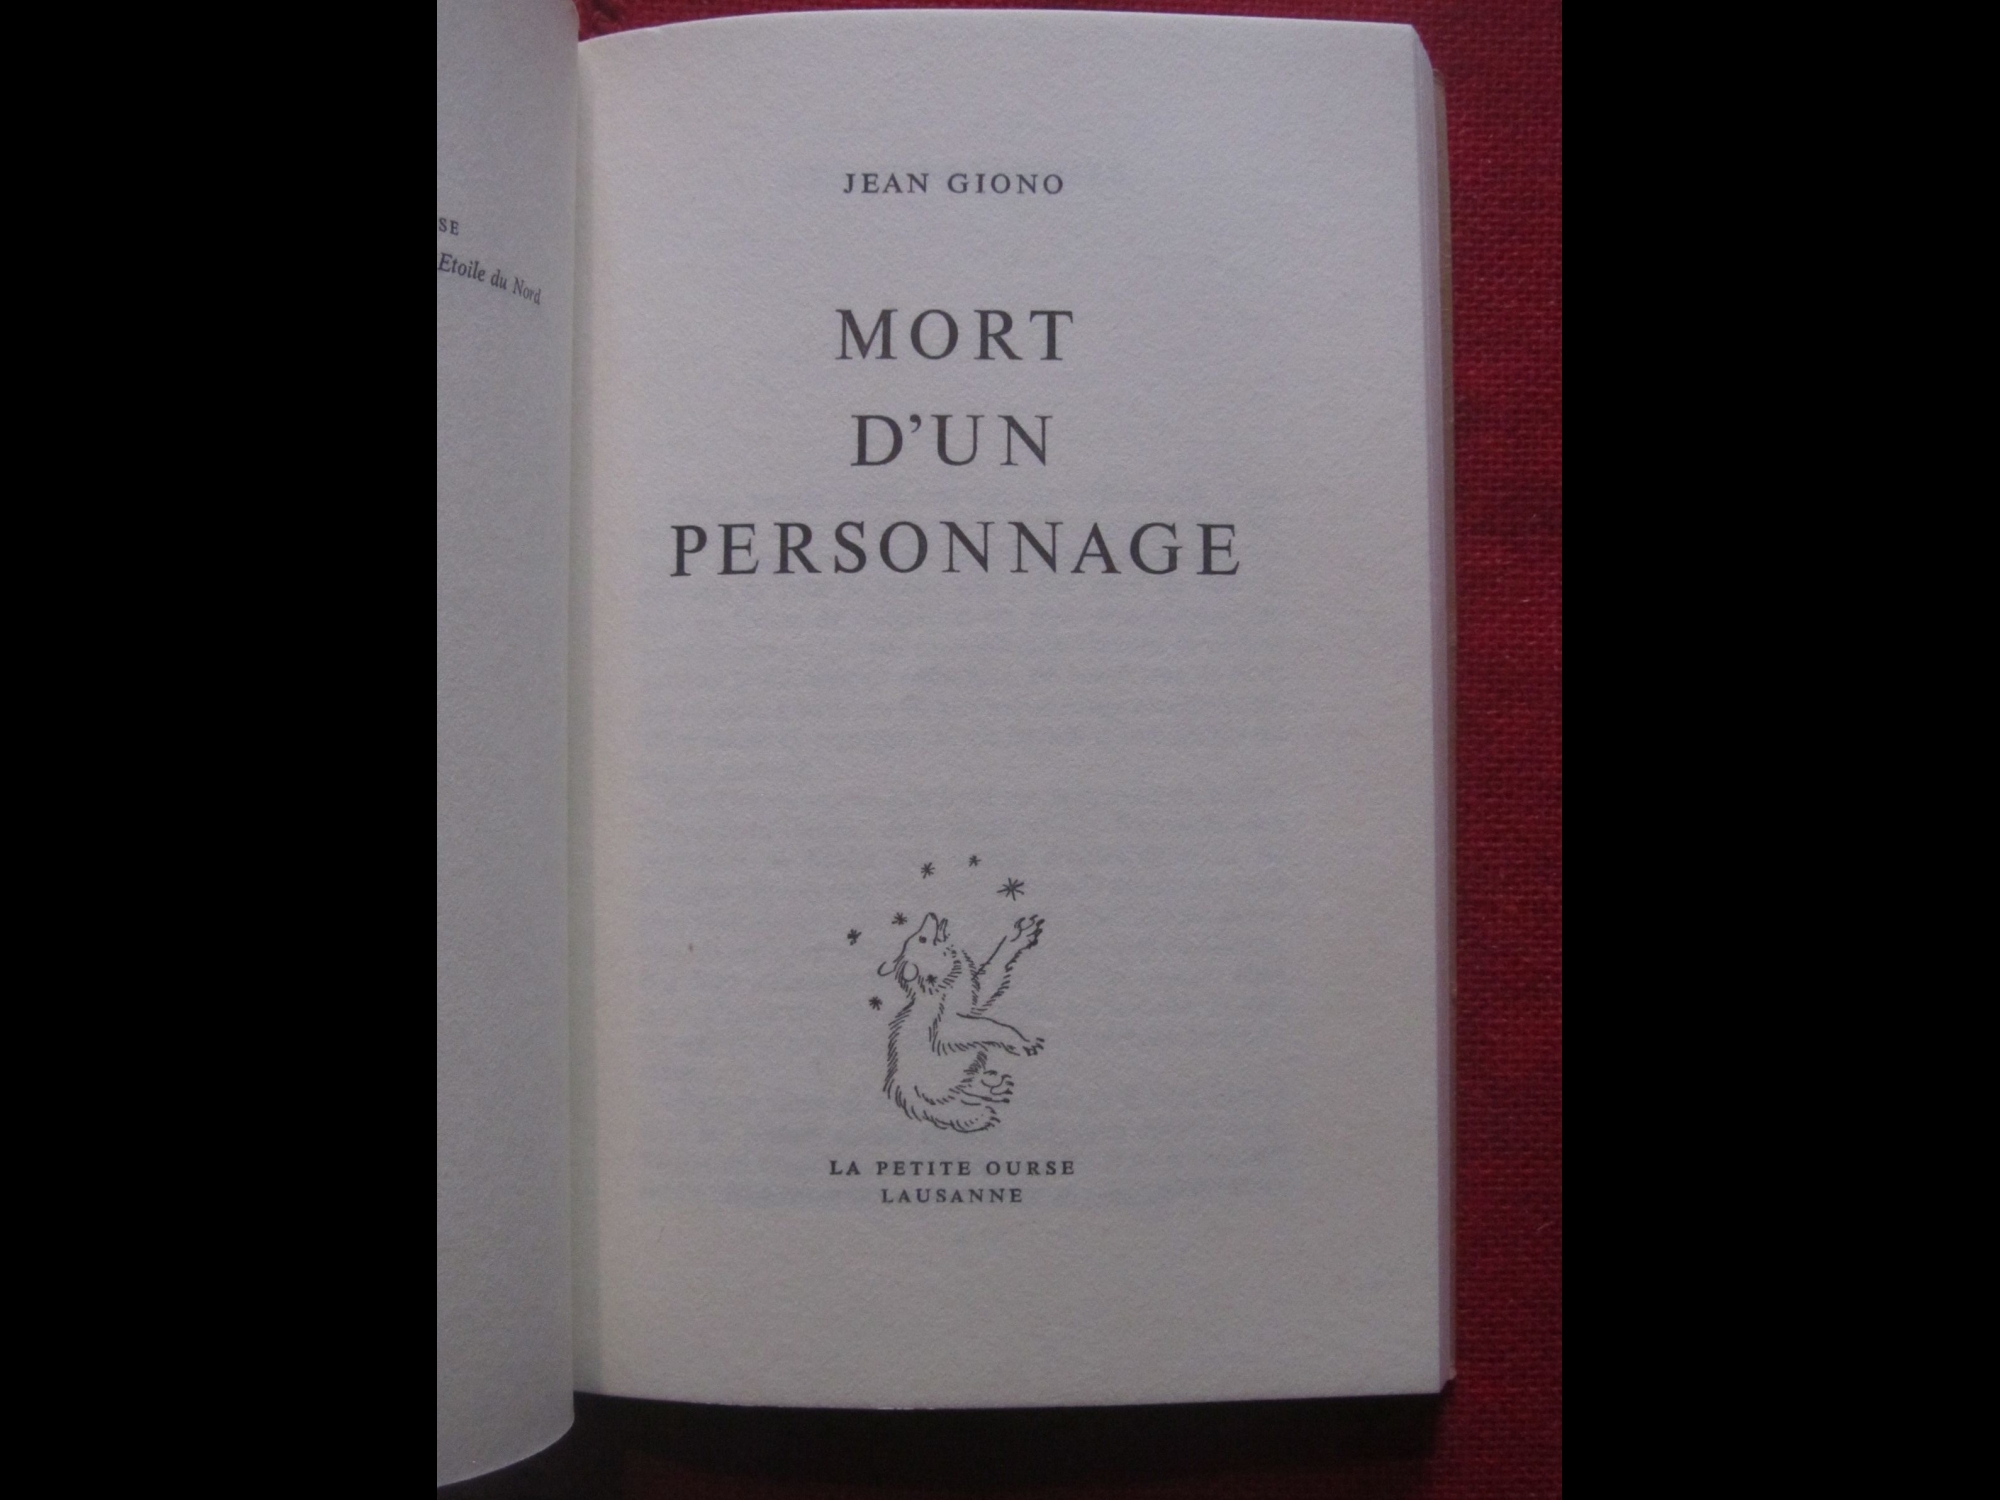 SE
Etoile du Nord
JEAN GIONO
MORT
D'UN
PERSONNAGE
LA PETITE OURSE
LAUSANNE